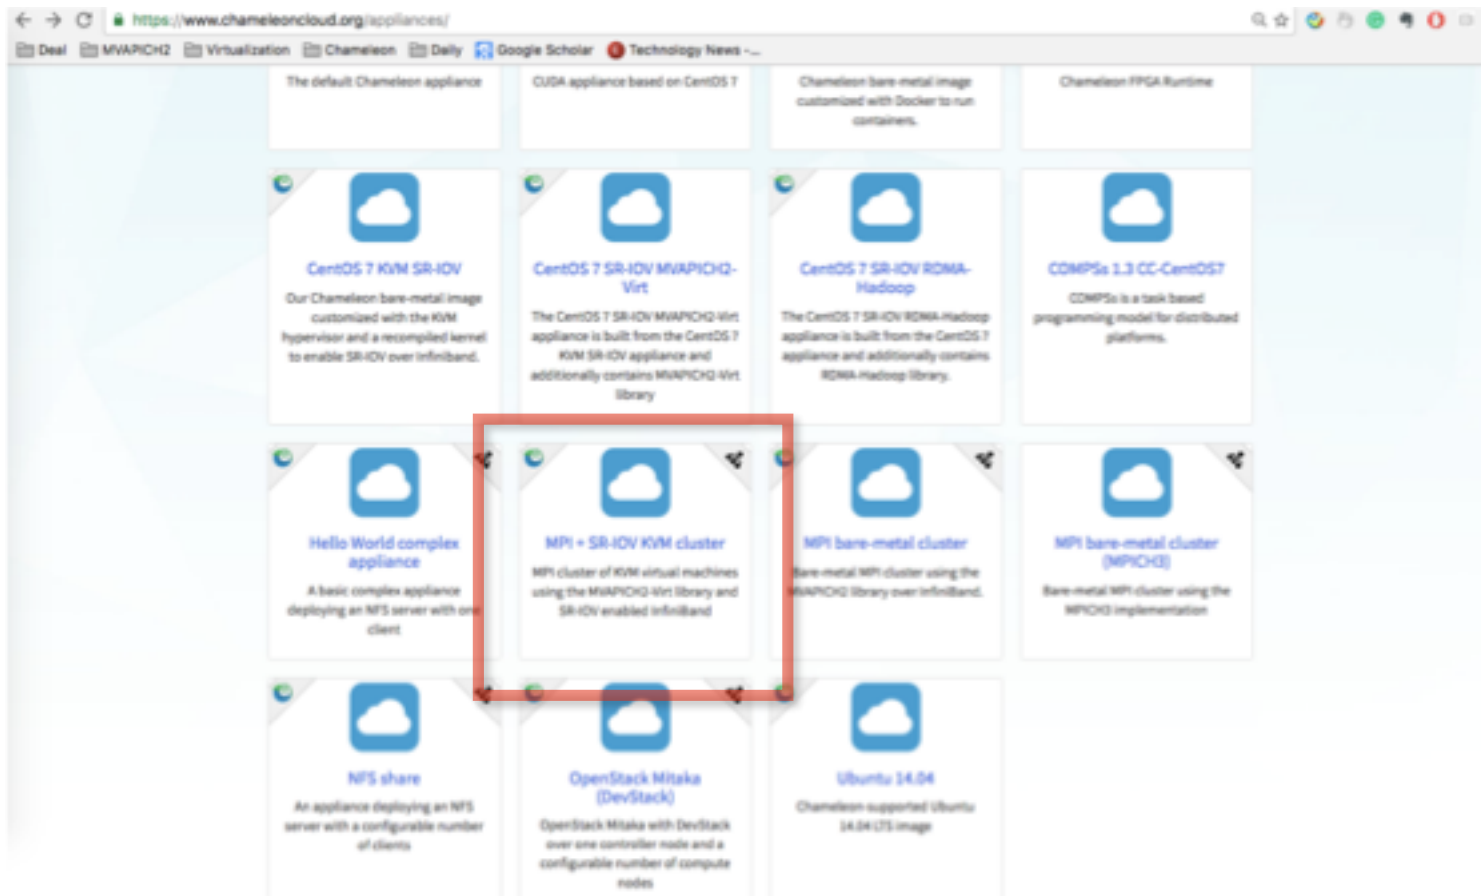 https://www.chameleoncloud.org/appliances/
Deal MVAPICH2 Virtualization Chameleon Daily Google Scholar Technology News -...
The default Chameleon appliance
CUDA appliance based on CentOS 7
Chameleon bare-metal image
customized with Docker to run
containers.
Chameleon FPGA Runtime
CentOS 7 KVM SR-IOV
Our Chameleon bare-metal image
customized with the KVM
hypervisor and a recompiled kernel
to enable SR-IOV over Infiniband.
CentOS 7 SR-IOV MVAPICH2-
Virt
The CentOS 7 SR-IOV MVAPICH2-Virt
appliance is built from the CentOS 7
KVM SR-IOV appliance and
additionally contains MVAPICH2-Virt
library
CentOS 7 SR-IOV RDMA-
Hadoop
The CentOS 7 SR-IOV RDMA-Hadoop
appliance is built from the CentOS 7
appliance and additionally contains
RDMA-Hadoop library.
COMPSs 1.3 CC-CentOS7
COMPSs is a task based
programming model for distributed
platforms.
Hello World complex
appliance
A basic complex appliance
deploying an NFS server with one
client
MPI + SR-IOV KVM cluster
MPI cluster of KVM virtual machines
using the MVAPICH2-Virt library and
SR-IOV enabled InfiniBand
MPI bare-metal cluster
Bare-metal MPI cluster using the
MVAPICH2 library over InfiniBand.
MPI bare-metal cluster
(MPICH3)
Bare-metal MPI cluster using the
MPICH3 implementation
NFS share
An appliance deploying an NFS
server with a configurable number
of clients
OpenStack Mitaka
(DevStack)
OpenStack Mitaka with DevStack
over one controller node and a
configurable number of compute
nodes
Ubuntu 14.04
Chameleon-supported Ubuntu
14.04 LTS image